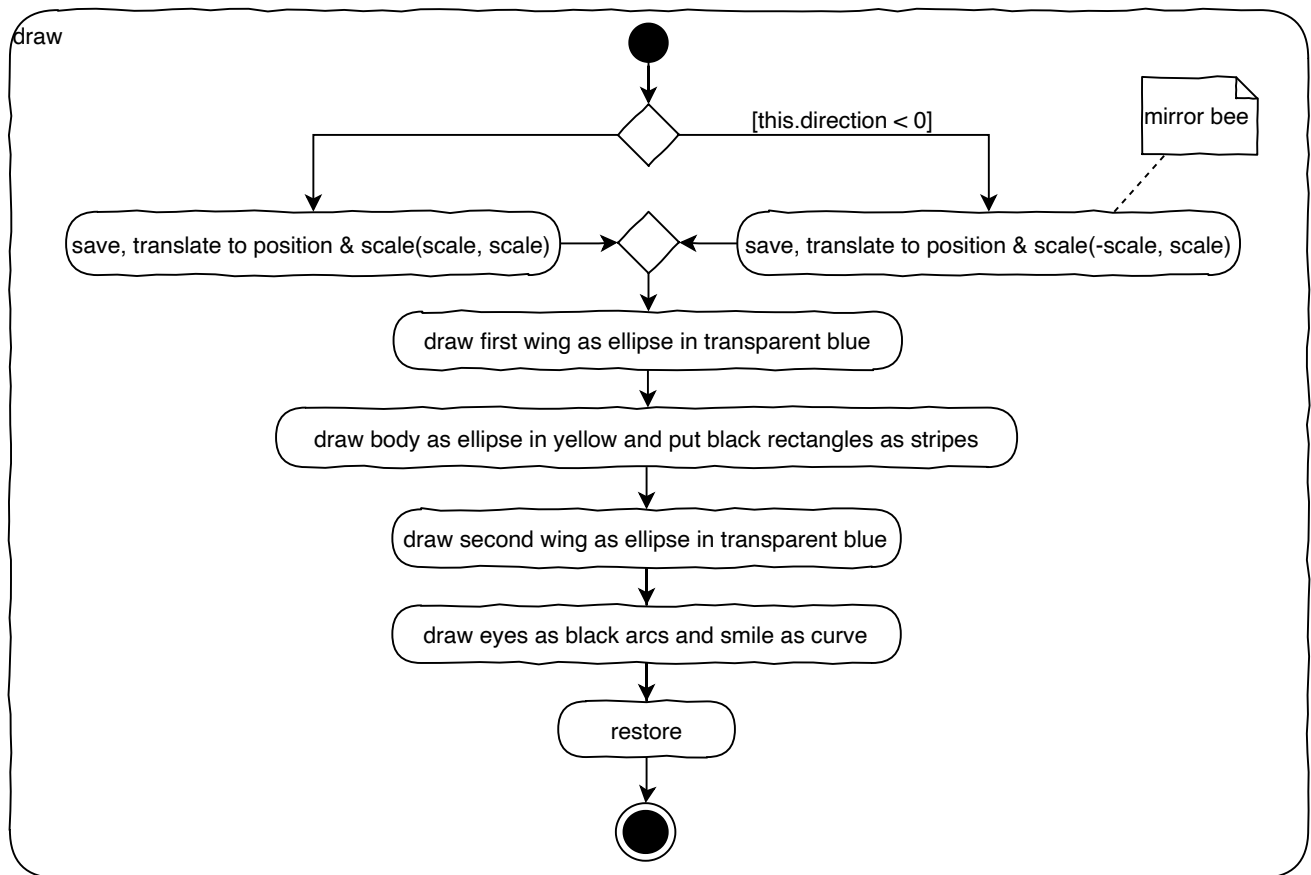 draw
[this.direction < 0]
mirror bee
save, translate to position & scale(scale, scale)
save, translate to position & scale(-scale, scale)
draw first wing as ellipse in transparent blue
draw body as ellipse in yellow and put black rectangles as stripes
draw second wing as ellipse in transparent blue
draw eyes as black arcs and smile as curve
restore